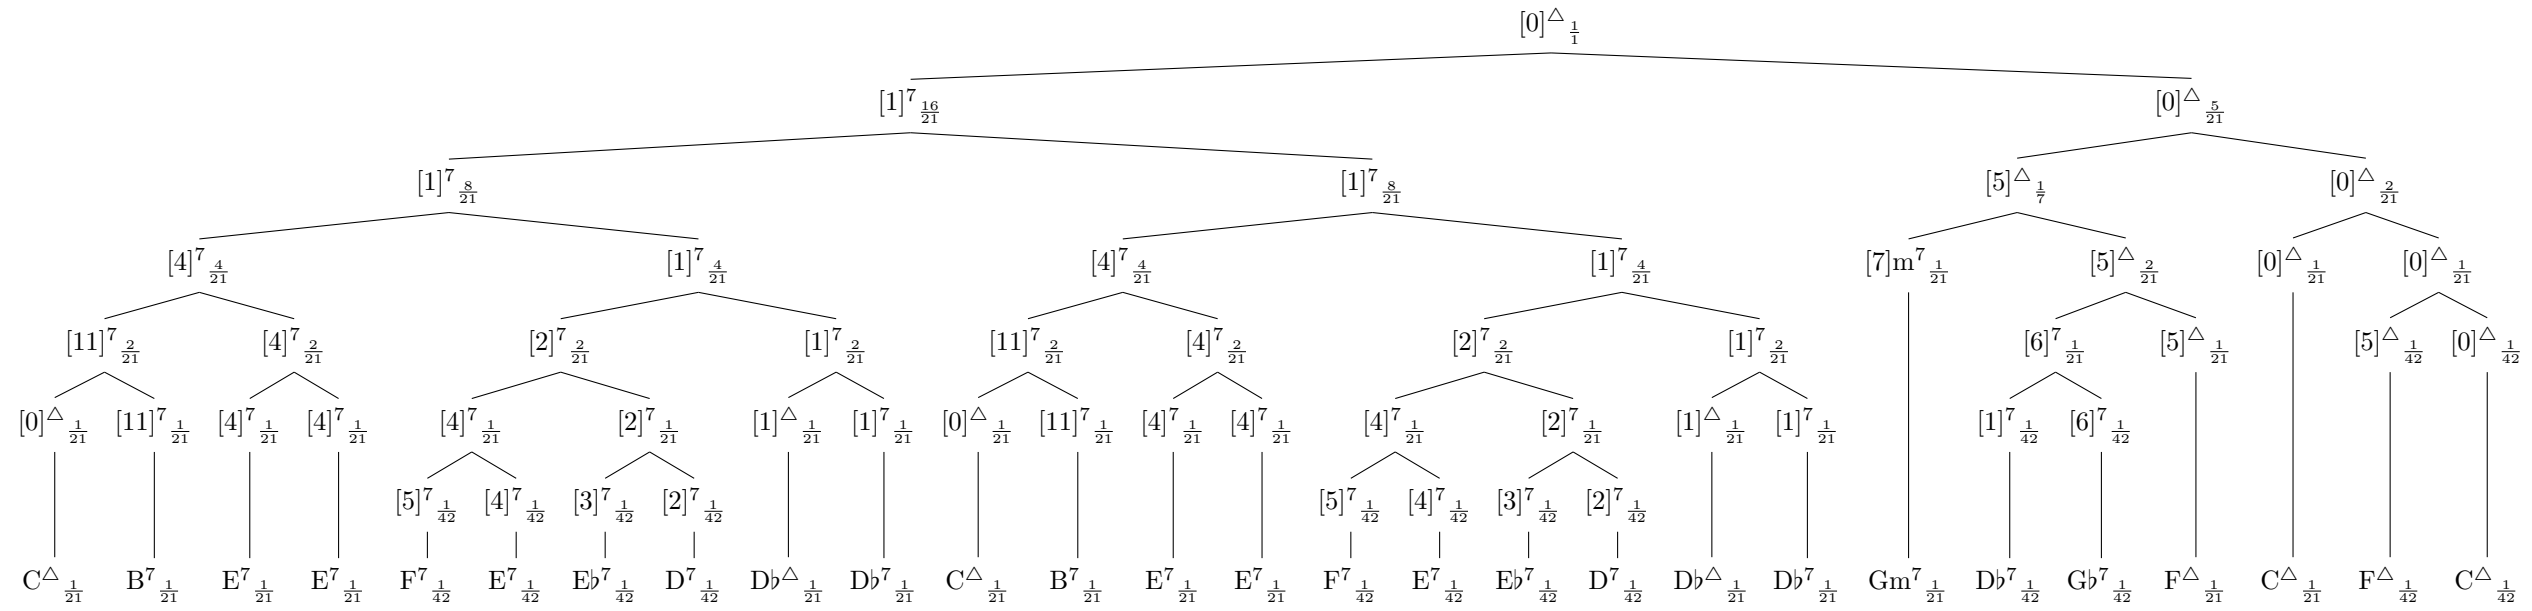 [0]△ 1/1
[1]7 16/21 [0]△ 5/21
[1]7 8/21 [1]7 8/21 [5]△ 1/7 [0]△ 2/21
[4]7 4/21 [1]7 4/21 [4]7 4/21 [1]7 4/21 [7]m7 1/21 [5]△ 2/21 [0]△ 1/21 [0]△ 1/21
[11]7 2/21 [4]7 2/21 [2]7 2/21 [1]7 2/21 [11]7 2/21 [4]7 2/21 [2]7 2/21 [1]7 2/21 [6]7 1/21 [5]△ 1/21 [5]△ 1/42 [0]△ 1/42
[0]△ 1/21 [11]7 1/21 [4]7 1/21 [4]7 1/21 [4]7 1/21 [2]7 1/21 [1]△ 1/21 [1]7 1/21 [0]△ 1/21 [11]7 1/21 [4]7 1/21 [4]7 1/21 [4]7 1/21 [2]7 1/21 [1]△ 1/21 [1]7 1/21 [1]7 1/42 [6]7 1/42
[5]7 1/42 [4]7 1/42 [3]7 1/42 [2]7 1/42 [5]7 1/42 [4]7 1/42 [3]7 1/42 [2]7 1/42
C△ 1/21 B7 1/21 E7 1/21 E7 1/21 F7 1/42 E7 1/42 E♭7 1/42 D7 1/42 D♭△ 1/21 D♭7 1/21 C△ 1/21 B7 1/21 E7 1/21 E7 1/21 F7 1/42 E7 1/42 E♭7 1/42 D7 1/42 D♭△ 1/21 D♭7 1/21 Gm7 1/21 D♭7 1/42 G♭7 1/42 F△ 1/21 C△ 1/21 F△ 1/42 C△ 1/42